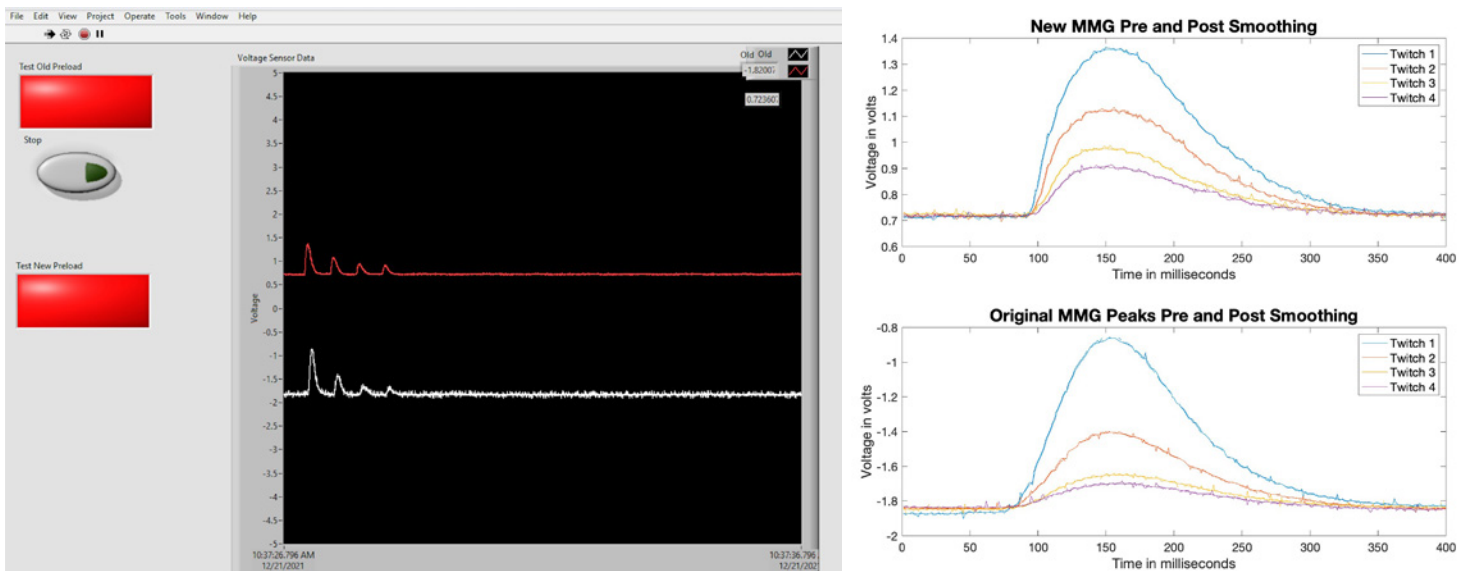 File Edit View Project Operate Tools Window Help
Test Old Preload
Stop
Test New Preload
Voltage Sensor Data
Old Old
-1.8200
0.72360
Voltage
5-
4.5-
4-
3.5-
3-
2.5-
2-
1.5-
1-
0.5-
0-
-0.5-
-1-
-1.5-
-2-
-2.5-
-3-
-3.5-
-4-
-4.5-
-5-
10:37:26.796 AM
12/21/2021
10:37:36.796
12/21/202
New MMG Pre and Post Smoothing
Voltage in volts
1.4
1.3
1.2
1.1
1
0.9
0.8
0.7
0.6
Twitch 1
Twitch 2
Twitch 3
Twitch 4
0 50 100 150 200 250 300 350 400
Time in milliseconds
Original MMG Peaks Pre and Post Smoothing
Voltage in volts
-0.8
-1
-1.4
-1.6
-1.8
-2
Twitch 1
Twitch 2
Twitch 3
Twitch 4
0 50 100 150 200 250 300 350 400
Time in milliseconds